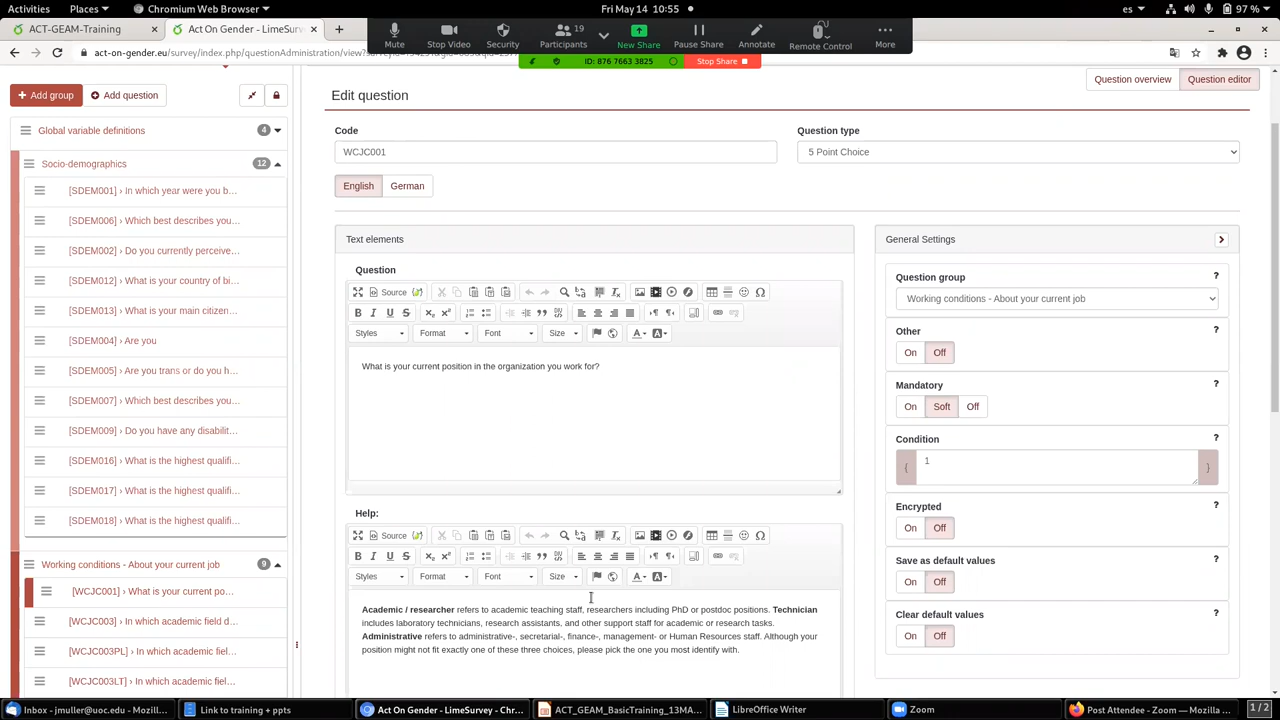 Activities Places Chromium Web Browser Fri May 14 10:55 es 97 %
ACT-GEAM-Training
Act On Gender - LimeSurvey
Mute Stop Video Security Participants 19 New Share Pause Share Annotate Remote Control More
ID: 876 7663 3825 Stop Share
Add group Add question
Global variable definitions 4
Socio-demographics 12
[SDEM001] › In which year were you b...
[SDEM006] › Which best describes you...
[SDEM002] › Do you currently perceive...
[SDEM012] › What is your country of bi...
[SDEM013] › What is your main citizen...
[SDEM004] › Are you
[SDEM005] › Are you trans or do you h...
[SDEM007] › Which best describes you...
[SDEM009] › Do you have any disabilit...
[SDEM016] › What is the highest qualifi...
[SDEM017] › What is the highest qualifi...
[SDEM018] › What is the highest qualifi...
Working conditions - About your current job 9
[WCJC001] › What is your current po...
[WCJC003] › In which academic field d...
[WCJC003PL] › In which academic fiel...
[WCJC003LT] › In which academic fiel...
Question overview Question editor
Edit question
Code
WCJC001
Question type
5 Point Choice
English German
Text elements
Question
Source
Styles Format Font Size
What is your current position in the organization you work for?
Help:
Source
Styles Format Font Size
Academic / researcher refers to academic teaching staff, researchers including PhD or postdoc positions. Technician
includes laboratory technicians, research assistants, and other support staff for academic or research tasks.
Administrative refers to administrative-, secretarial-, finance-, management- or Human Resources staff. Although your
position might not fit exactly one of these three choices, please pick the one you most identify with.
General Settings
Question group ?
Working conditions - About your current job
Other ?
On Off
Mandatory ?
On Soft Off
Condition ?
{ 1 }
Encrypted ?
On Off
Save as default values ?
On Off
Clear default values ?
On Off
Inbox - jmuller@uoc.edu - Mozill...
Link to training + ppts
Act On Gender - LimeSurvey - Chr...
ACT_GEAM_BasicTraining_13MA...
LibreOffice Writer
Zoom
Post Attendee - Zoom — Mozilla ...
1 / 2